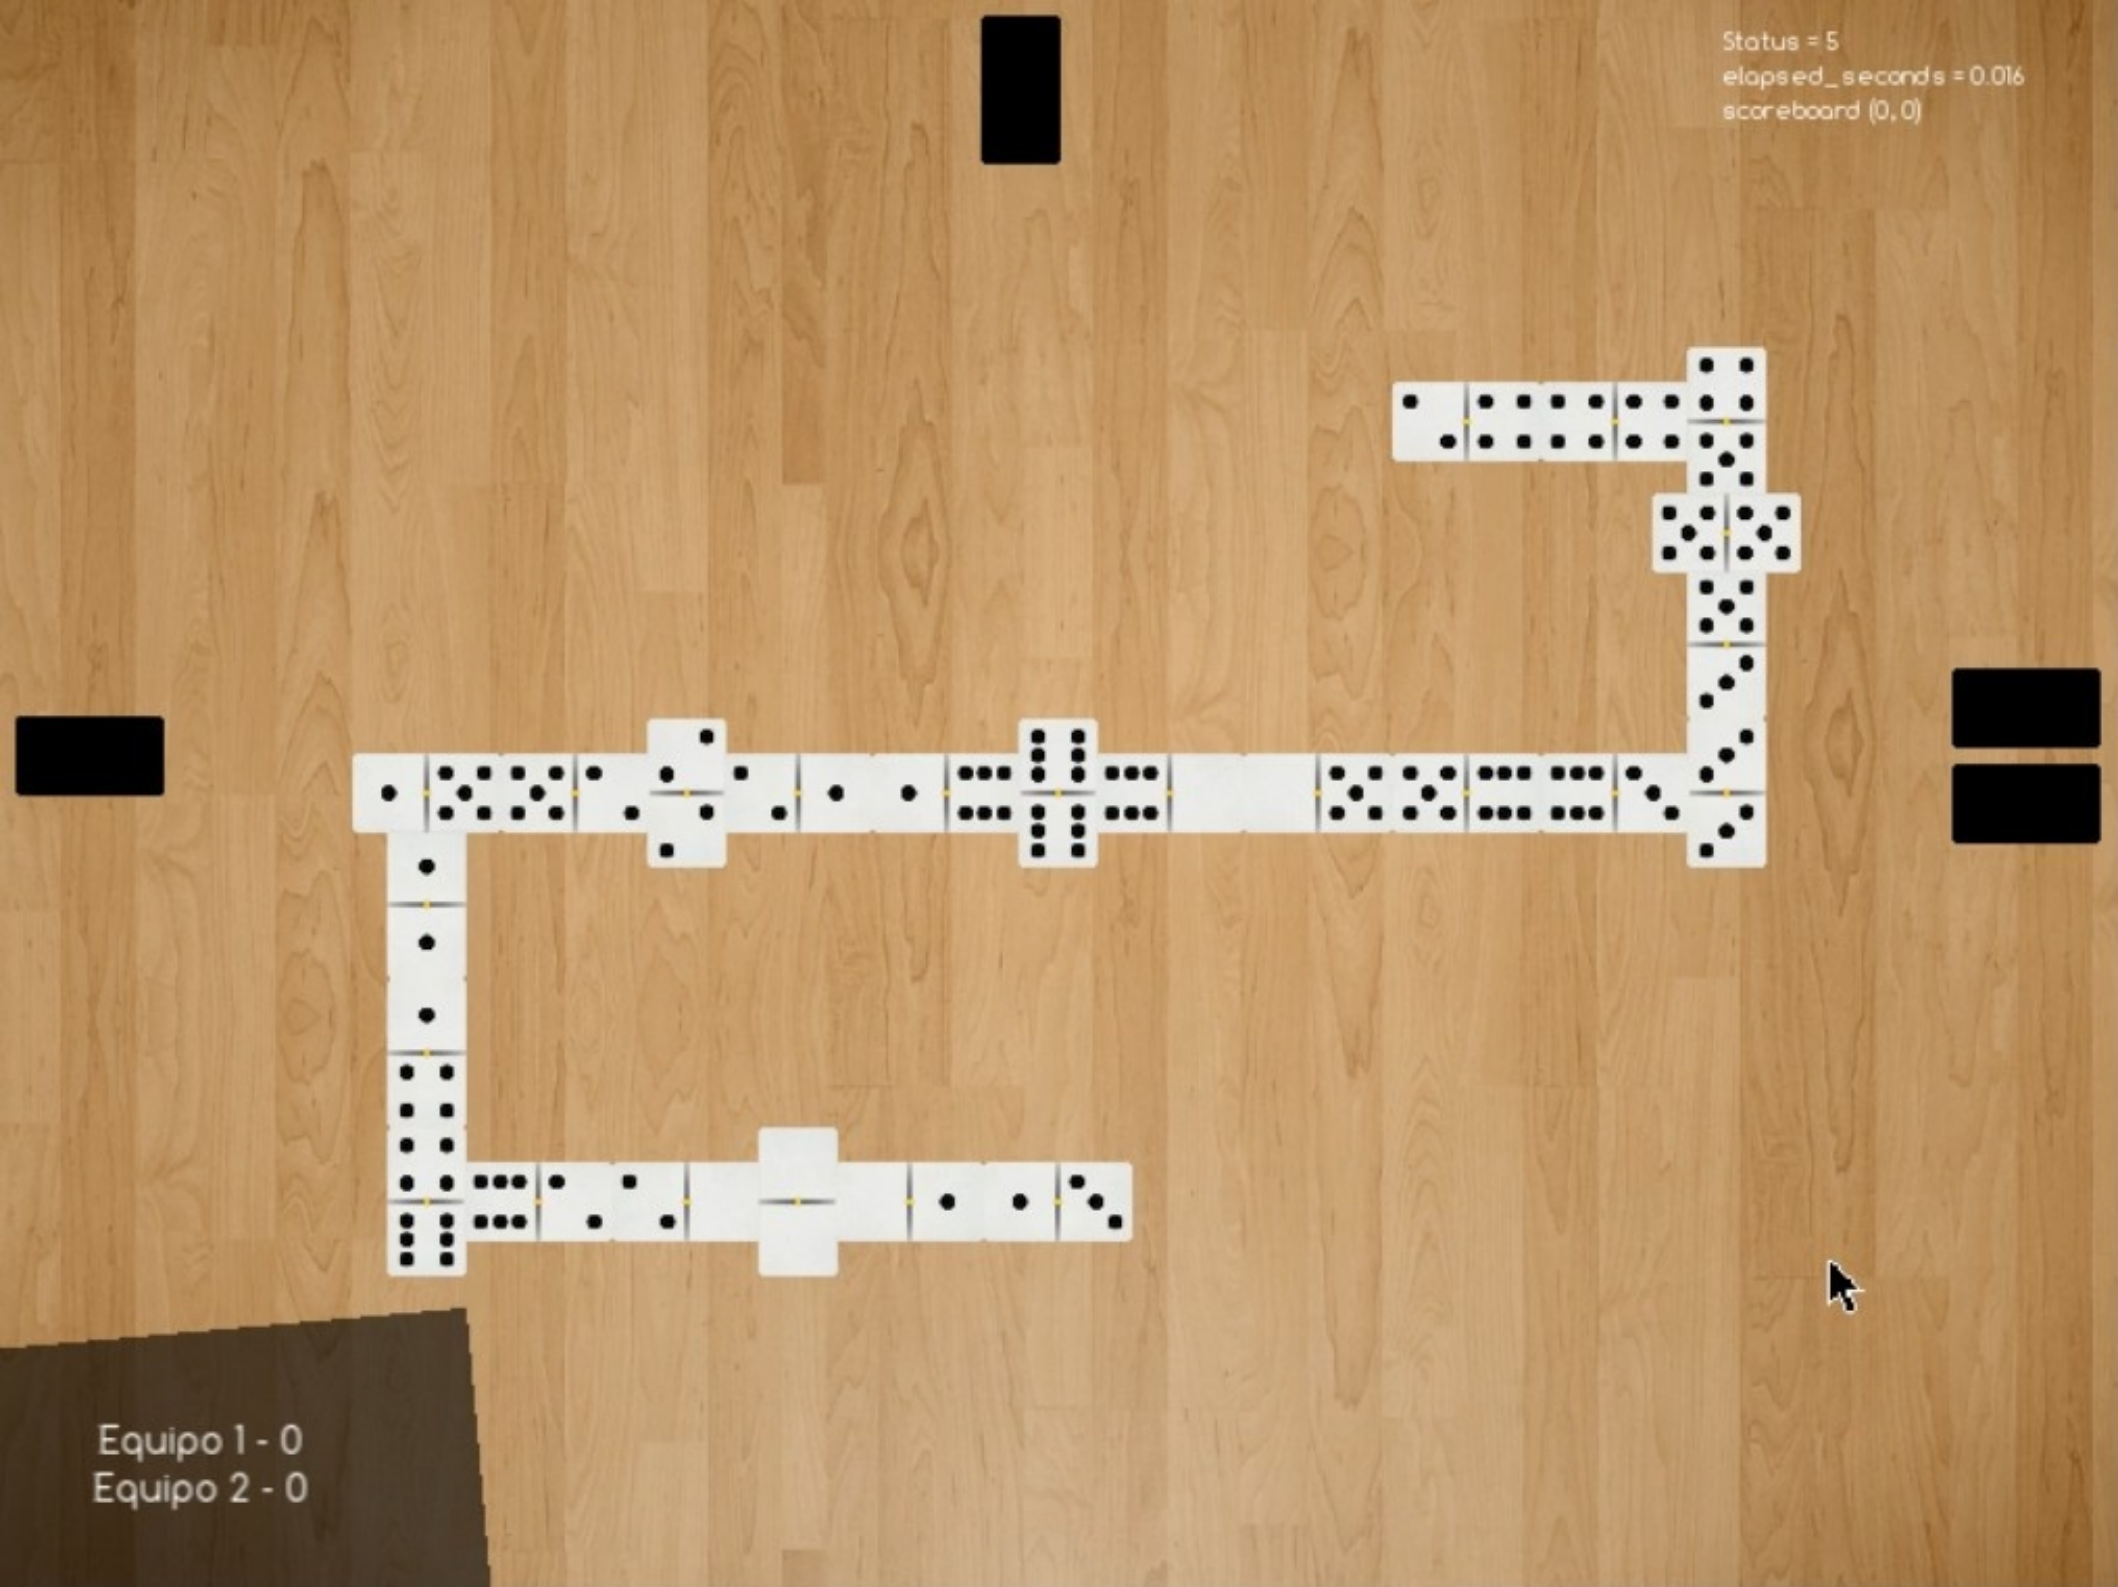 Status = 5
elapsed_seconds = 0.016
scoreboard (0, 0)
Equipo 1 - 0
Equipo 2 - 0